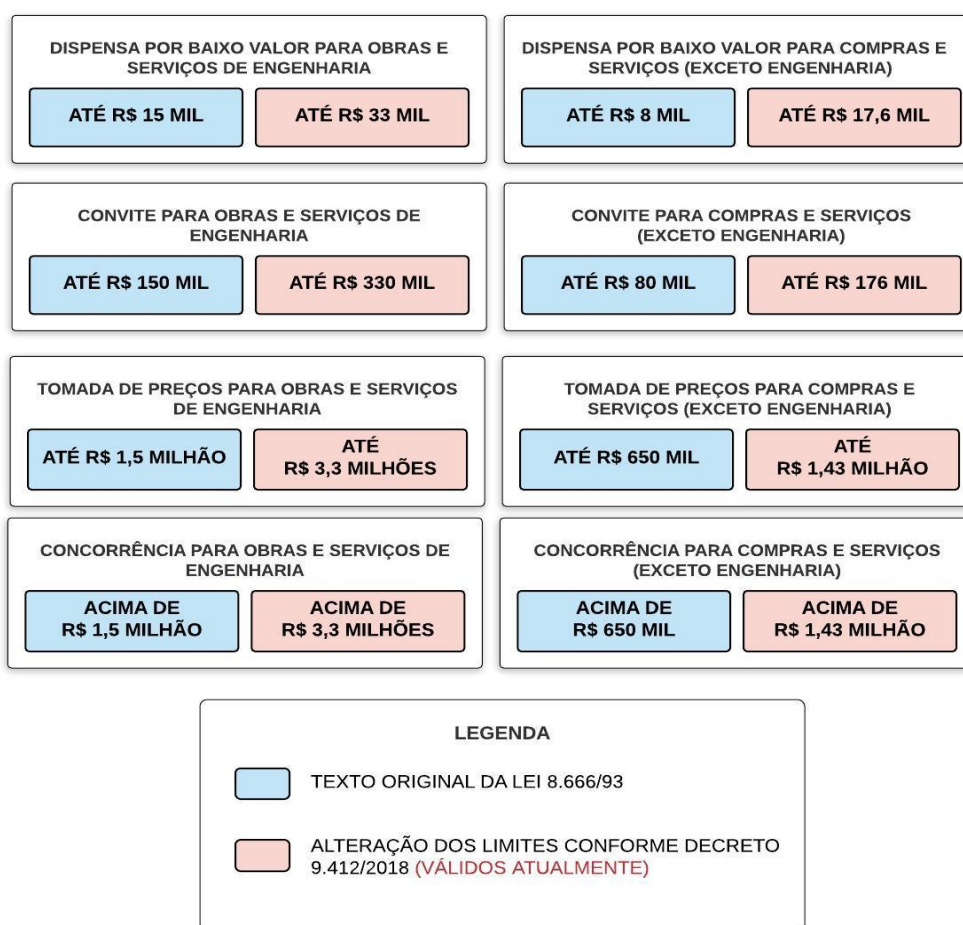 DISPENSA POR BAIXO VALOR PARA OBRAS E
SERVIÇOS DE ENGENHARIA
ATÉ R$ 15 MIL
ATÉ R$ 33 MIL
DISPENSA POR BAIXO VALOR PARA COMPRAS E
SERVIÇOS (EXCETO ENGENHARIA)
ATÉ R$ 8 MIL
ATÉ R$ 17,6 MIL
CONVITE PARA OBRAS E SERVIÇOS DE
ENGENHARIA
ATÉ R$ 150 MIL
ATÉ R$ 330 MIL
CONVITE PARA COMPRAS E SERVIÇOS
(EXCETO ENGENHARIA)
ATÉ R$ 80 MIL
ATÉ R$ 176 MIL
TOMADA DE PREÇOS PARA OBRAS E SERVIÇOS
DE ENGENHARIA
ATÉ R$ 1,5 MILHÃO
ATÉ
R$ 3,3 MILHÕES
TOMADA DE PREÇOS PARA COMPRAS E
SERVIÇOS (EXCETO ENGENHARIA)
ATÉ R$ 650 MIL
ATÉ
R$ 1,43 MILHÃO
CONCORRÊNCIA PARA OBRAS E SERVIÇOS DE
ENGENHARIA
ACIMA DE
R$ 1,5 MILHÃO
ACIMA DE
R$ 3,3 MILHÕES
CONCORRÊNCIA PARA COMPRAS E SERVIÇOS
(EXCETO ENGENHARIA)
ACIMA DE
R$ 650 MIL
ACIMA DE
R$ 1,43 MILHÃO
LEGENDA
TEXTO ORIGINAL DA LEI 8.666/93
ALTERAÇÃO DOS LIMITES CONFORME DECRETO
9.412/2018 (VÁLIDOS ATUALMENTE)